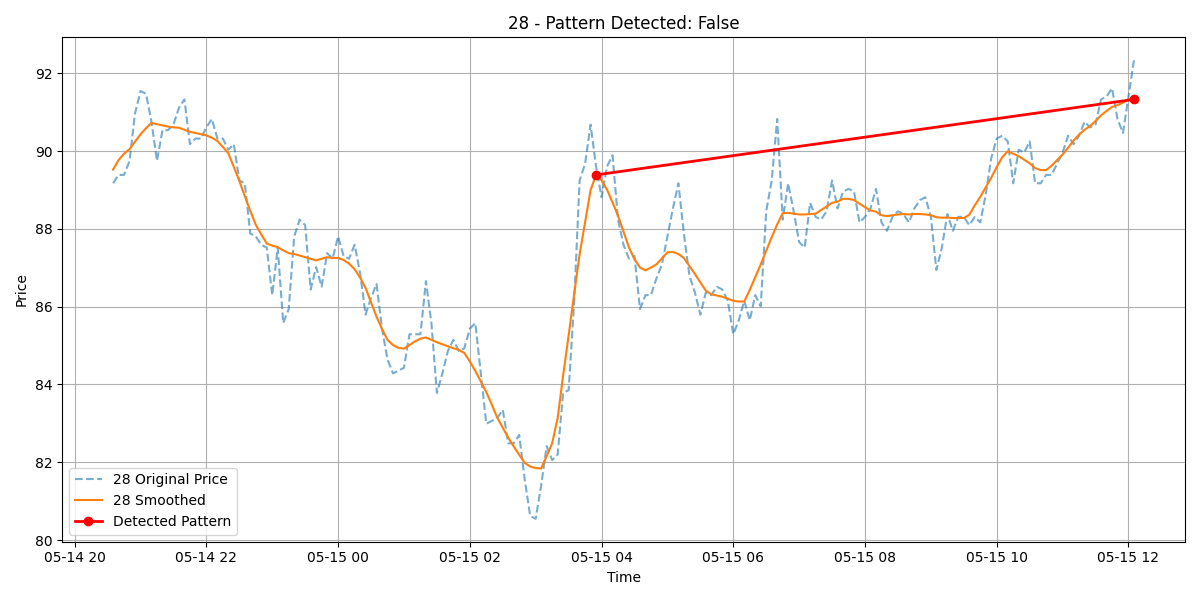 28 - Pattern Detected: False
Price
92
90
88
86
84
82
80
28 Original Price
28 Smoothed
Detected Pattern
05-14 20 05-14 22 05-15 00 05-15 02 05-15 04 05-15 06 05-15 08 05-15 10 05-15 12
Time